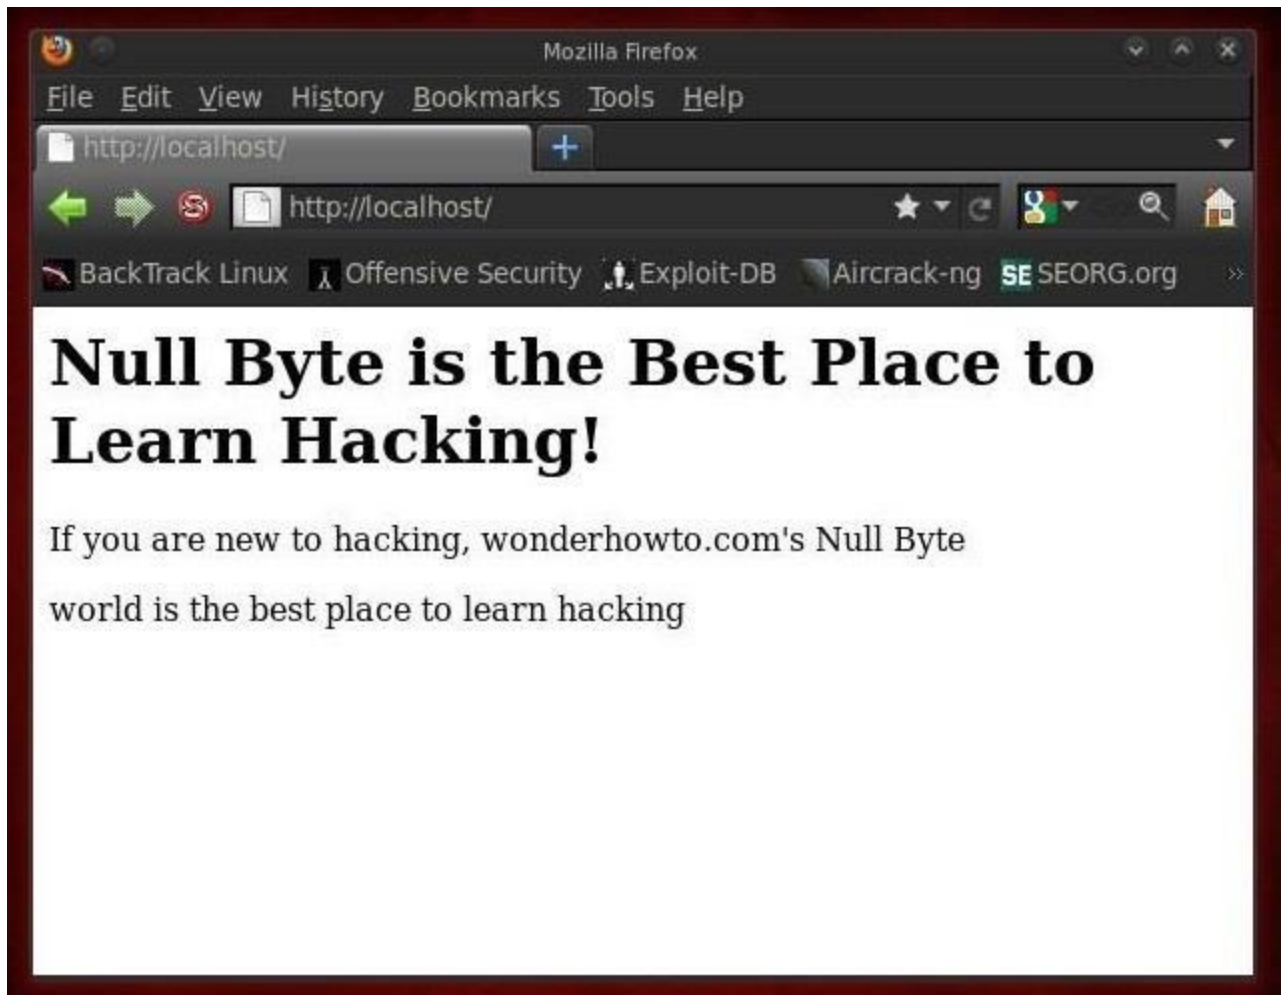 Mozilla Firefox
File Edit View History Bookmarks Tools Help
http://localhost/
http://localhost/
BackTrack Linux Offensive Security Exploit-DB Aircrack-ng SE SEORG.org
Null Byte is the Best Place to
Learn Hacking!
If you are new to hacking, wonderhowto.com's Null Byte
world is the best place to learn hacking